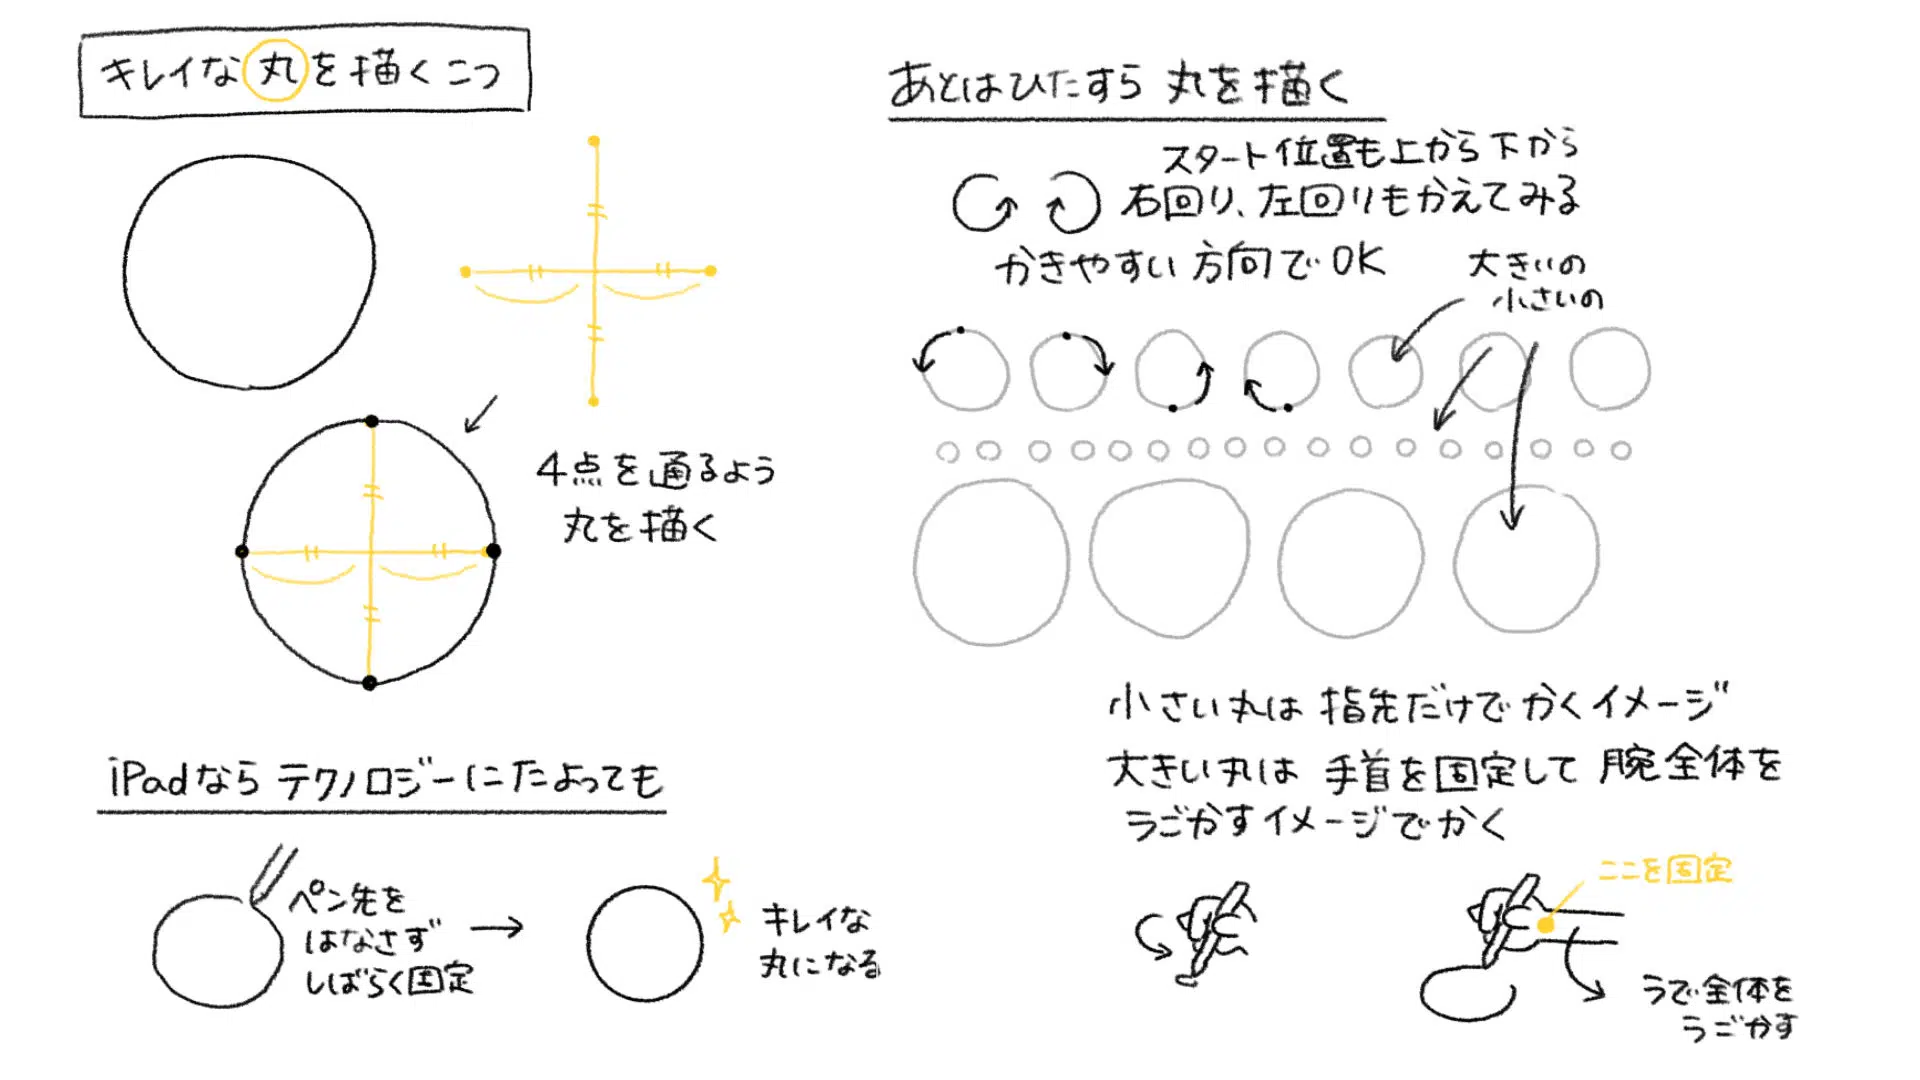 キレイな丸を描くこつ
4点を通るよう
丸を描く
iPadなら テクノロジーにたよっても
ペン先を
はなさず
しばらく固定
キレイな
丸になる
あとはひたすら 丸を描く
スタート位置も上から下から
右回り、左回りもかえてみる
かきやすい 方向でOK
大きいの
小さいの
小さい丸は 指先だけでかくイメージ
大きい丸は 手首を固定して 腕全体を
うごかすイメージでかく
ここを固定
うで全体を
うごかす